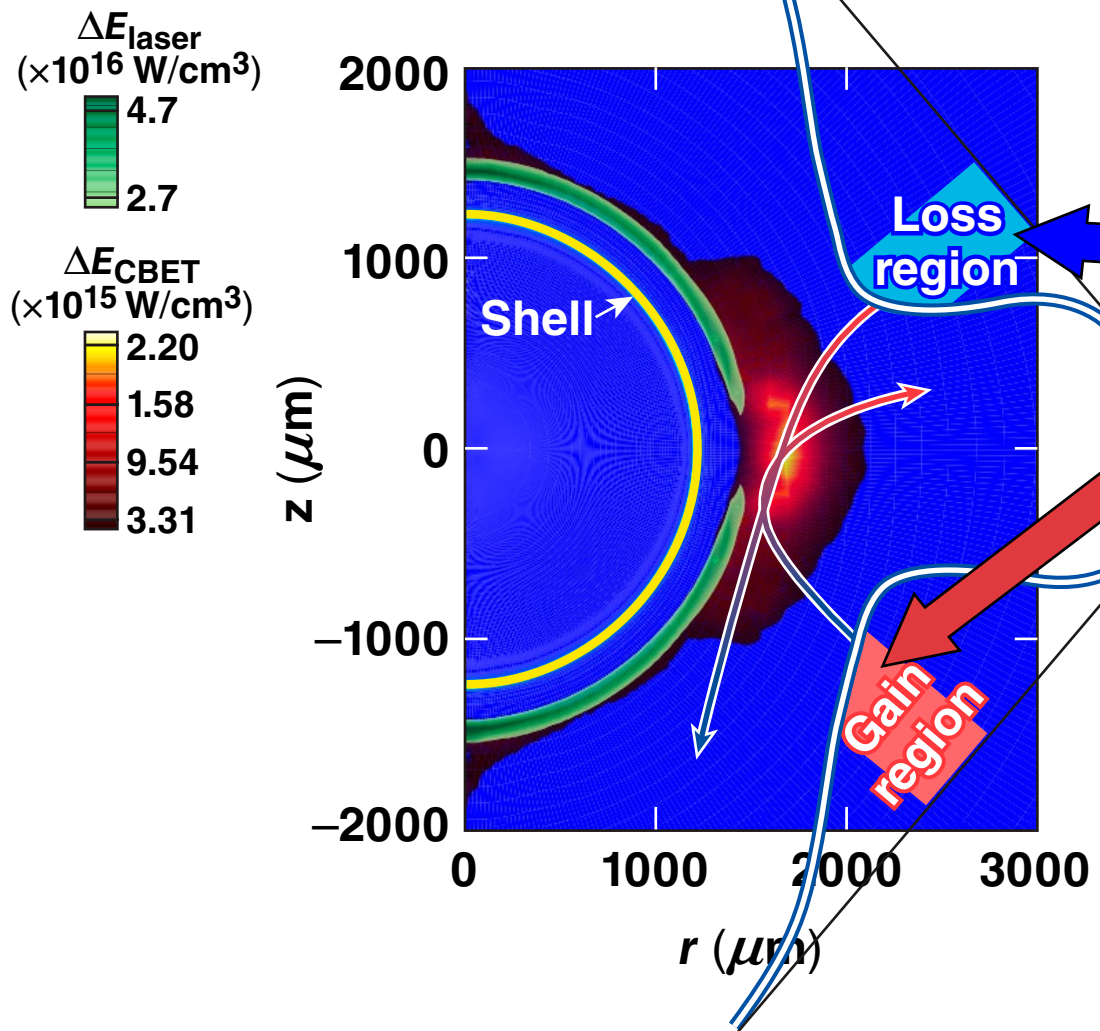 ΔE_laser
(×10^16 W/cm^3)
4.7
2.7
ΔE_CBET
(×10^15 W/cm^3)
2.20
1.58
9.54
3.31
2000
1000
0
−1000
−2000
z (μm)
Shell
Loss
region
Gain
region
0
1000
2000
3000
r (μm)